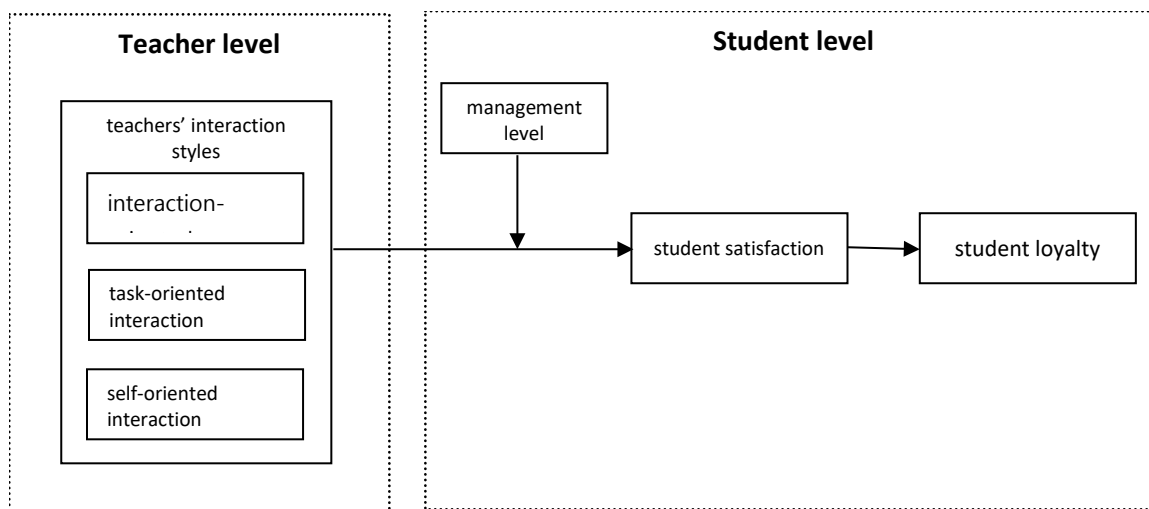 Teacher level
teachers’ interaction
styles
interaction-
task-oriented
interaction
self-oriented
interaction
Student level
management
level
student satisfaction
student loyalty